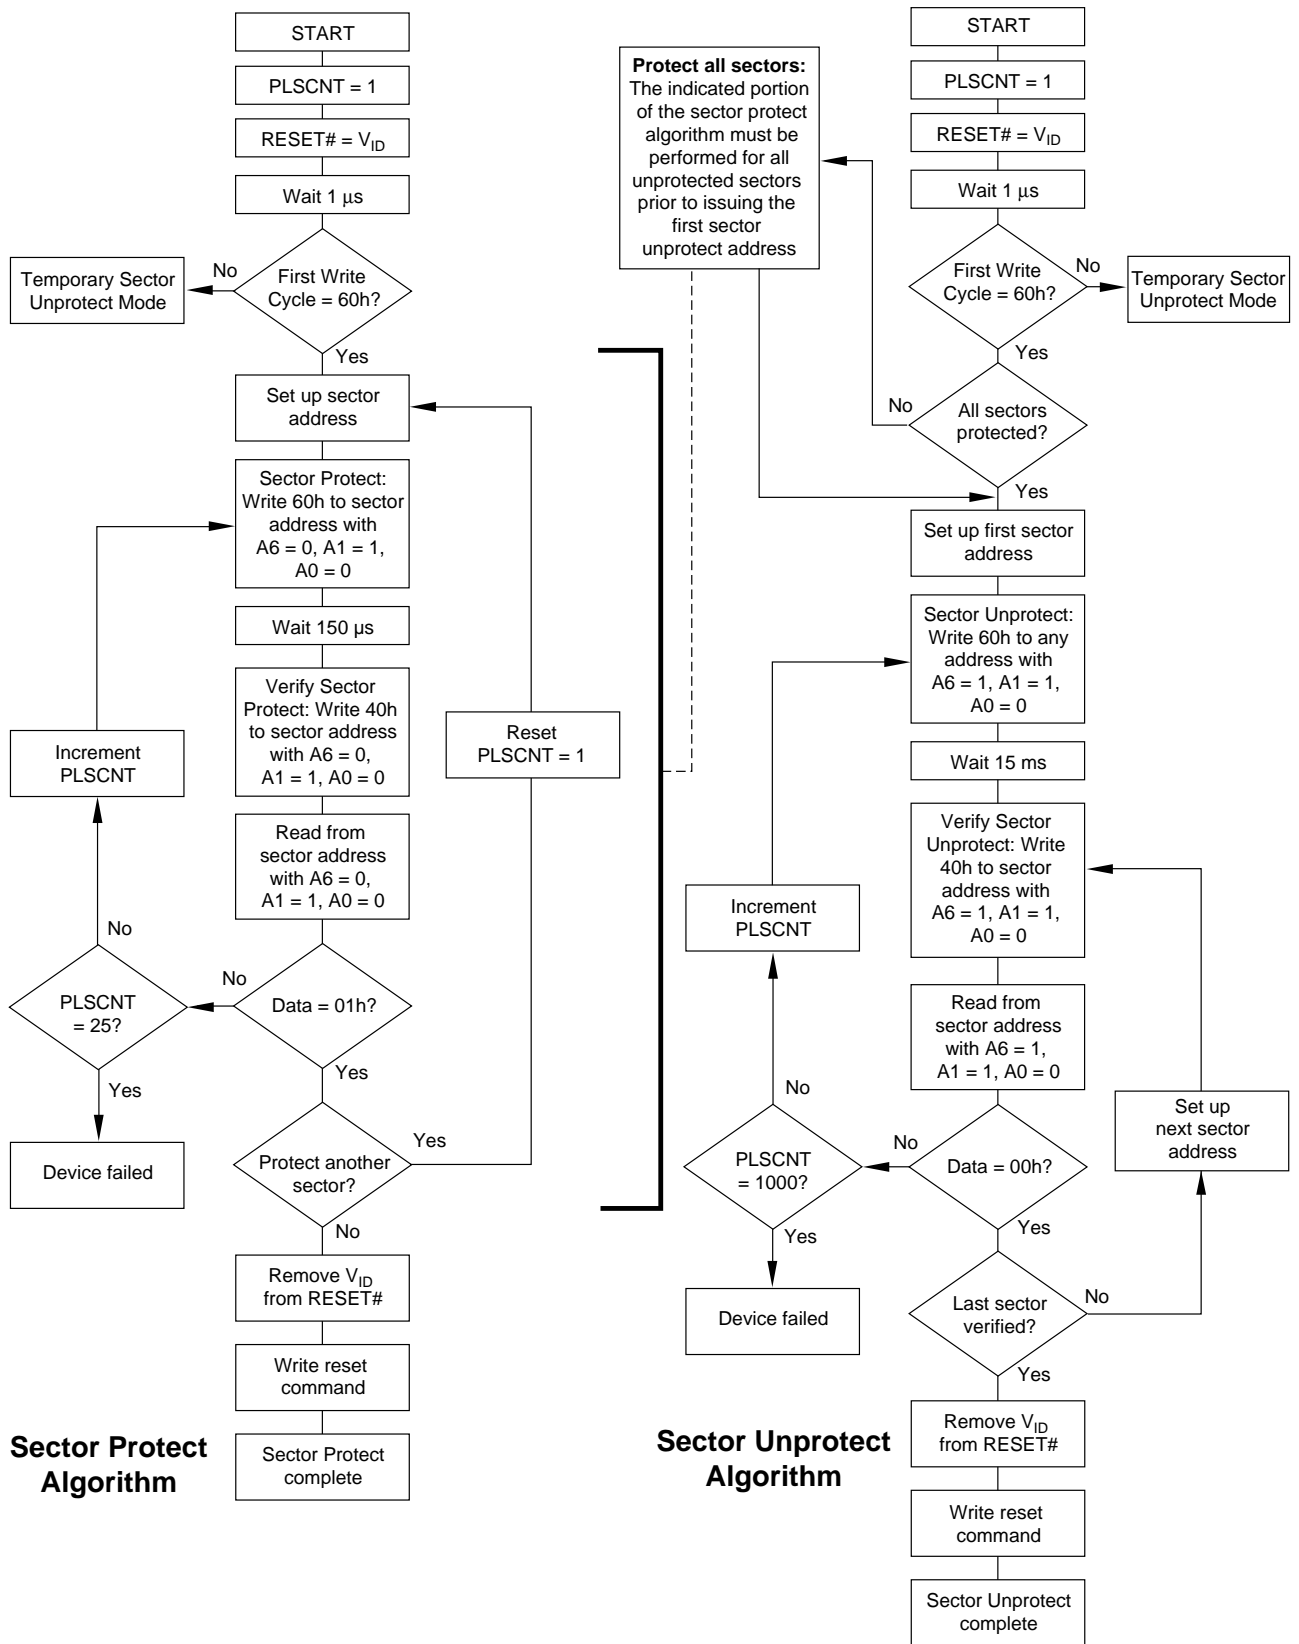 START
PLSCNT = 1
RESET# = VID
Wait 1 μs
First Write
Cycle = 60h?
No
Temporary Sector
Unprotect Mode
Yes
Set up sector
address
Sector Protect:
Write 60h to sector
address with
A6 = 0, A1 = 1,
A0 = 0
Wait 150 µs
Verify Sector
Protect: Write 40h
to sector address
with A6 = 0,
A1 = 1, A0 = 0
Increment
PLSCNT
Reset
PLSCNT = 1
Read from
sector address
with A6 = 0,
A1 = 1, A0 = 0
No
No
PLSCNT
= 25?
Data = 01h?
Yes
Yes
Device failed
Protect another
sector?
Yes
No
Remove VID
from RESET#
Write reset
command
Sector Protect
complete
Sector Protect
Algorithm
Protect all sectors:
The indicated portion
of the sector protect
algorithm must be
performed for all
unprotected sectors
prior to issuing the
first sector
unprotect address
START
PLSCNT = 1
RESET# = VID
Wait 1 μs
First Write
Cycle = 60h?
No
Temporary Sector
Unprotect Mode
Yes
No
All sectors
protected?
Yes
Set up first sector
address
Sector Unprotect:
Write 60h to any
address with
A6 = 1, A1 = 1,
A0 = 0
Wait 15 ms
Verify Sector
Unprotect: Write
40h to sector
address with
A6 = 1, A1 = 1,
A0 = 0
Increment
PLSCNT
Read from
sector address
with A6 = 1,
A1 = 1, A0 = 0
Set up
next sector
address
No
No
PLSCNT
= 1000?
Data = 00h?
Yes
Yes
Device failed
Last sector
verified?
No
Yes
Remove VID
from RESET#
Write reset
command
Sector Unprotect
complete
Sector Unprotect
Algorithm